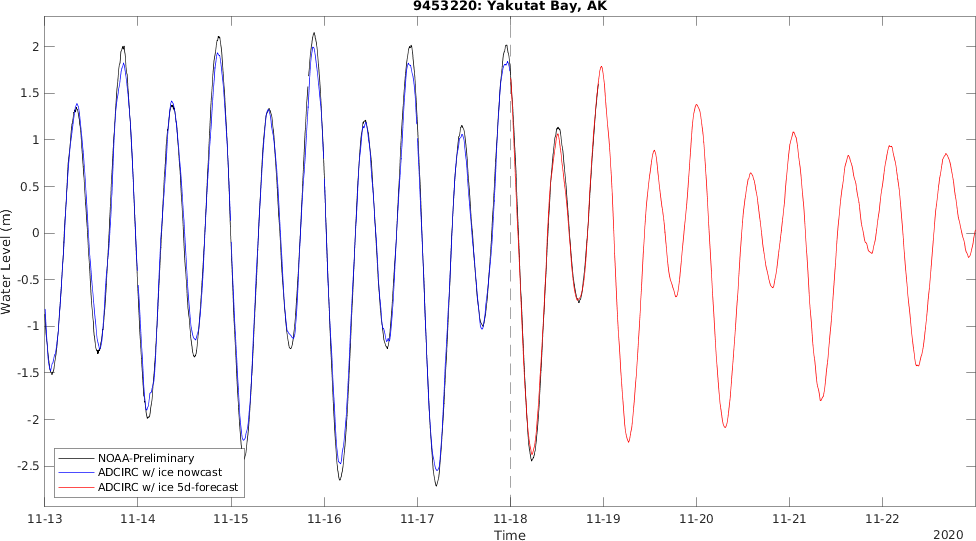 9453220: Yakutat Bay, AK
Water Level (m)
2
1.5
1
0.5
0
-0.5
-1
-1.5
-2
-2.5
NOAA-Preliminary
ADCIRC w/ ice nowcast
ADCIRC w/ ice 5d-forecast
11-13 11-14 11-15 11-16 11-17 11-18 11-19 11-20 11-21 11-22
Time
2020